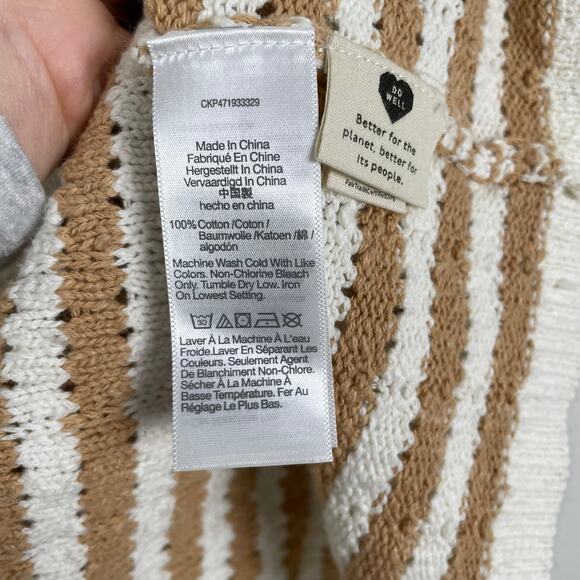 CKP471933329
Made In China
Fabriqué En Chine
Hergestellt In China
Vervaardigd In China
中国製
hecho en china
100% Cotton /Coton /
Baumwolle /Katoen /綿 /
algodón
Machine Wash Cold With Like
Colors. Non-Chlorine Bleach
Only. Tumble Dry Low. Iron
On Lowest Setting.
30
Laver À La Machine À L'eau
Froide.Laver En Séparant Les
Couleurs. Seulement Agent
De Blanchiment Non-Chlore.
Sécher À La Machine À
Basse Température. Fer Au
Réglage Le Plus Bas.
DO
WELL
Better for the
planet, better for
its people.